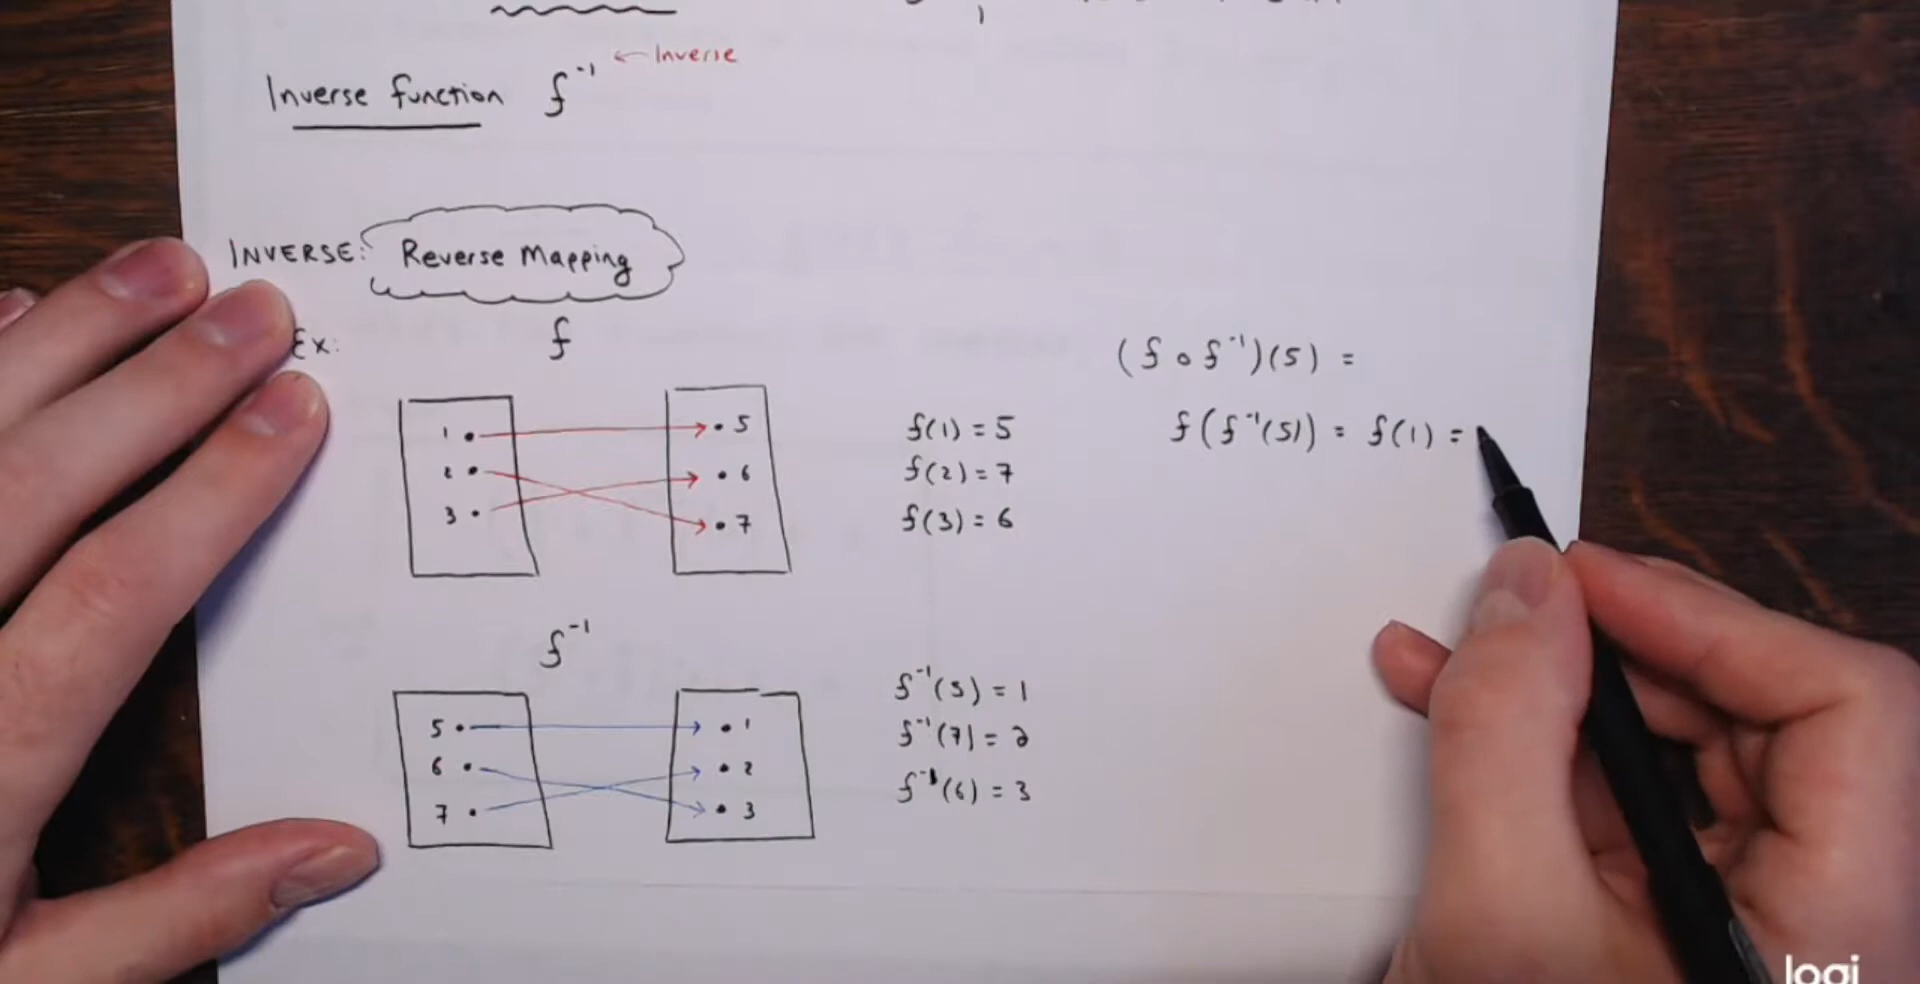 ← Inverse
Inverse function f⁻¹
INVERSE: Reverse Mapping
Ex: f
1 • • 5
2 • • 6
3 • • 7
f(1) = 5
f(2) = 7
f(3) = 6
(f ∘ f⁻¹)(5) =
f(f⁻¹(5)) = f(1) =
f⁻¹
5 • • 1
6 • • 2
7 • • 3
f⁻¹(5) = 1
f⁻¹(7) = 2
f⁻¹(6) = 3
logi